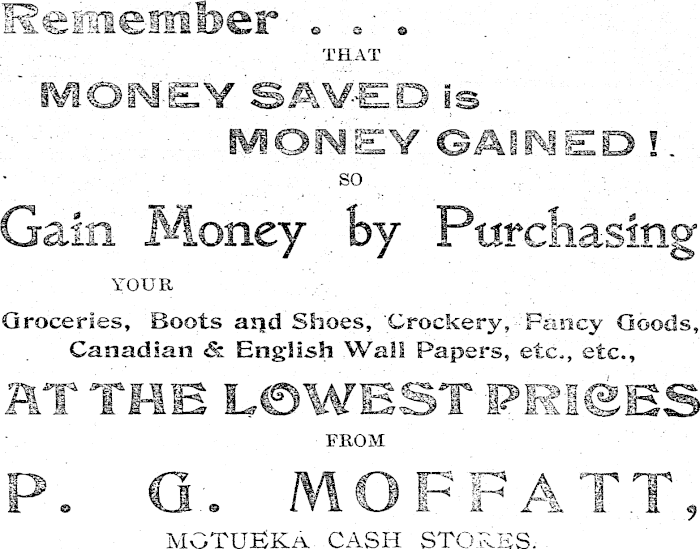 Remember . . .
THAT
MONEY SAVED is
MONEY GAINED!
SO
Gain Money by Purchasing
YOUR
Groceries, Boots and Shoes, Crockery, Fancy Goods,
Canadian & English Wall Papers, etc., etc.,
AT THE LOWEST PRICES
FROM
P. G. MOFFATT,
MOTUEKA CASH STORES.